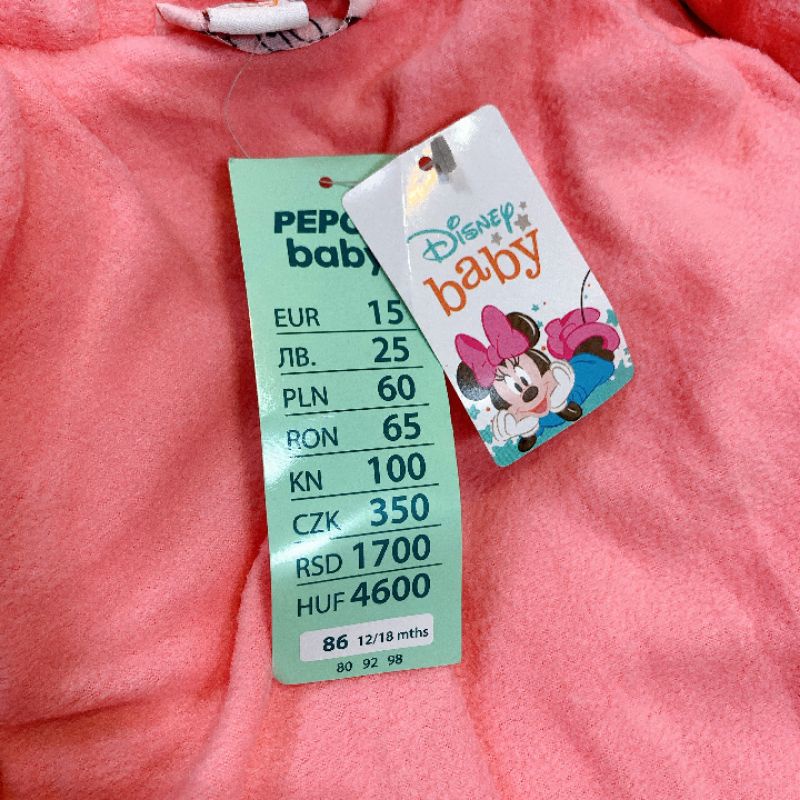 baby
EUR 15
ЛВ. 25
PLN 60
RON 65
KN 100
CZK 350
RSD 1700
HUF 4600
86 12/18 mths
80 92 98
Disney
baby